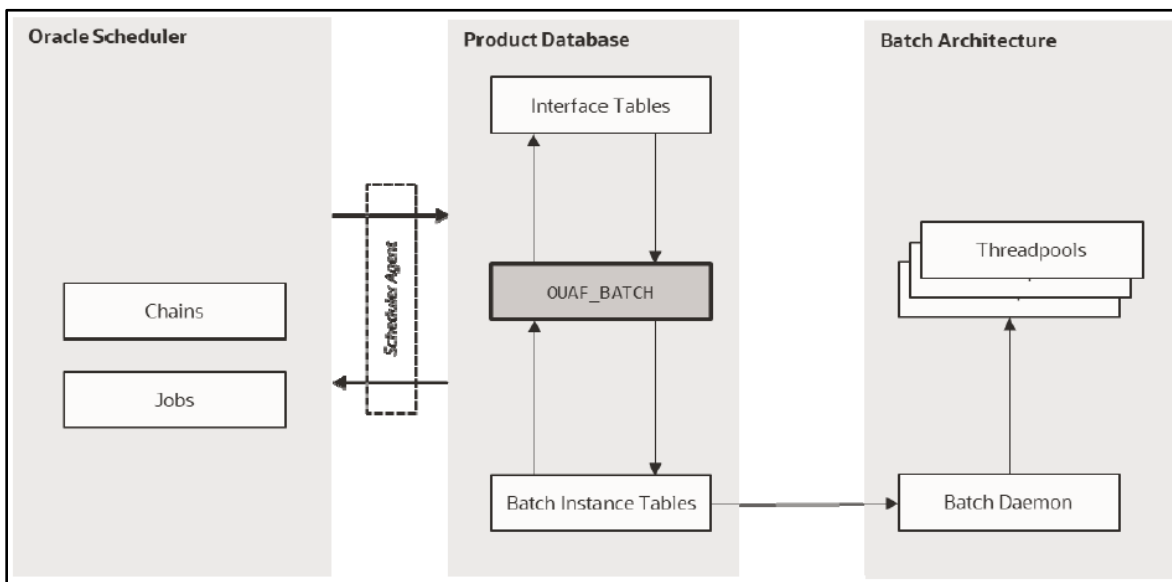 Oracle Scheduler
Product Database
Batch Architecture
Interface Tables
Threadpools
Scheduler Agent
OUAF_BATCH
Chains
Jobs
Batch Instance Tables
Batch Daemon